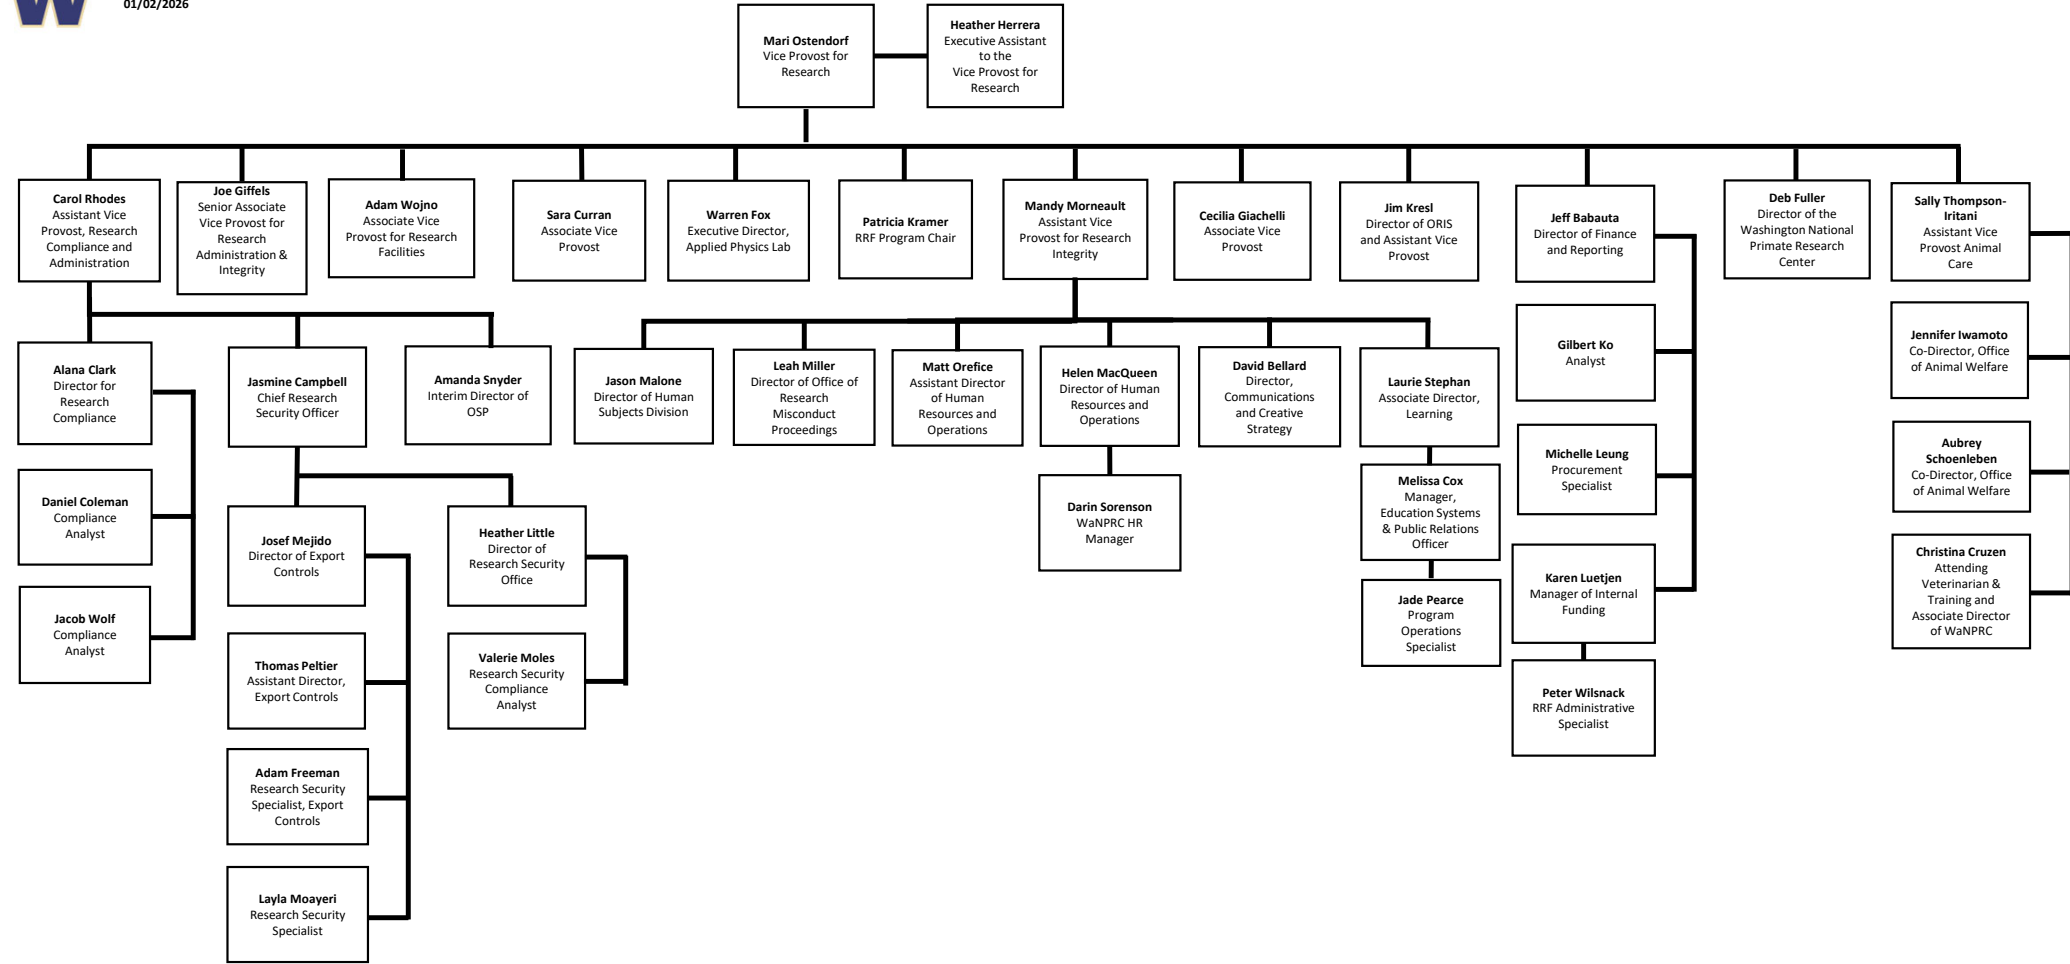 W
01/02/2026
Mari Ostendorf
Vice Provost for
Research
Heather Herrera
Executive Assistant
to the
Vice Provost for
Research
Carol Rhodes
Assistant Vice
Provost, Research
Compliance and
Administration
Joe Giffels
Senior Associate
Vice Provost for
Research
Administration &
Integrity
Adam Wojno
Associate Vice
Provost for Research
Facilities
Sara Curran
Associate Vice
Provost
Warren Fox
Executive Director,
Applied Physics Lab
Patricia Kramer
RRF Program Chair
Mandy Morneault
Assistant Vice
Provost for Research
Integrity
Cecilia Giachelli
Associate Vice
Provost
Jim Kresl
Director of ORIS
and Assistant Vice
Provost
Jeff Babauta
Director of Finance
and Reporting
Deb Fuller
Director of the
Washington National
Primate Research
Center
Sally Thompson-
Iritani
Assistant Vice
Provost Animal
Care
Alana Clark
Director for
Research
Compliance
Jasmine Campbell
Chief Research
Security Officer
Amanda Snyder
Interim Director of
OSP
Jason Malone
Director of Human
Subjects Division
Leah Miller
Director of Office of
Research
Misconduct
Proceedings
Matt Orefice
Assistant Director
of Human
Resources and
Operations
Helen MacQueen
Director of Human
Resources and
Operations
David Bellard
Director,
Communications
and Creative
Strategy
Laurie Stephan
Associate Director,
Learning
Gilbert Ko
Analyst
Jennifer Iwamoto
Co-Director, Office
of Animal Welfare
Daniel Coleman
Compliance
Analyst
Josef Mejido
Director of Export
Controls
Heather Little
Director of
Research Security
Office
Darin Sorenson
WaNPRC HR
Manager
Melissa Cox
Manager,
Education Systems
& Public Relations
Officer
Michelle Leung
Procurement
Specialist
Aubrey
Schoenleben
Co-Director, Office
of Animal Welfare
Jacob Wolf
Compliance
Analyst
Thomas Peltier
Assistant Director,
Export Controls
Valerie Moles
Research Security
Compliance
Analyst
Jade Pearce
Program
Operations
Specialist
Karen Luetjen
Manager of Internal
Funding
Christina Cruzen
Attending
Veterinarian &
Training and
Associate Director
of WaNPRC
Adam Freeman
Research Security
Specialist, Export
Controls
Peter Wilsnack
RRF Administrative
Specialist
Layla Moayeri
Research Security
Specialist